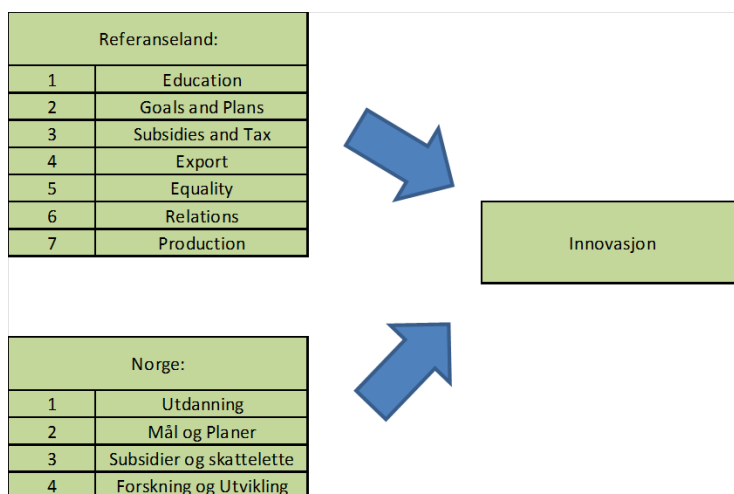 Referanseland:
1 Education
2 Goals and Plans
3 Subsidies and Tax
4 Export
5 Equality
6 Relations
7 Production
Innovasjon
Norge:
1 Utdanning
2 Mål og Planer
3 Subsidier og skattelette
4 Forskning og Utvikling